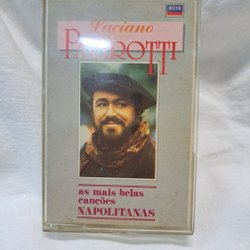 Luciano
DECCA
PAVAROTTI
as mais belas
canções
NAPOLITANAS